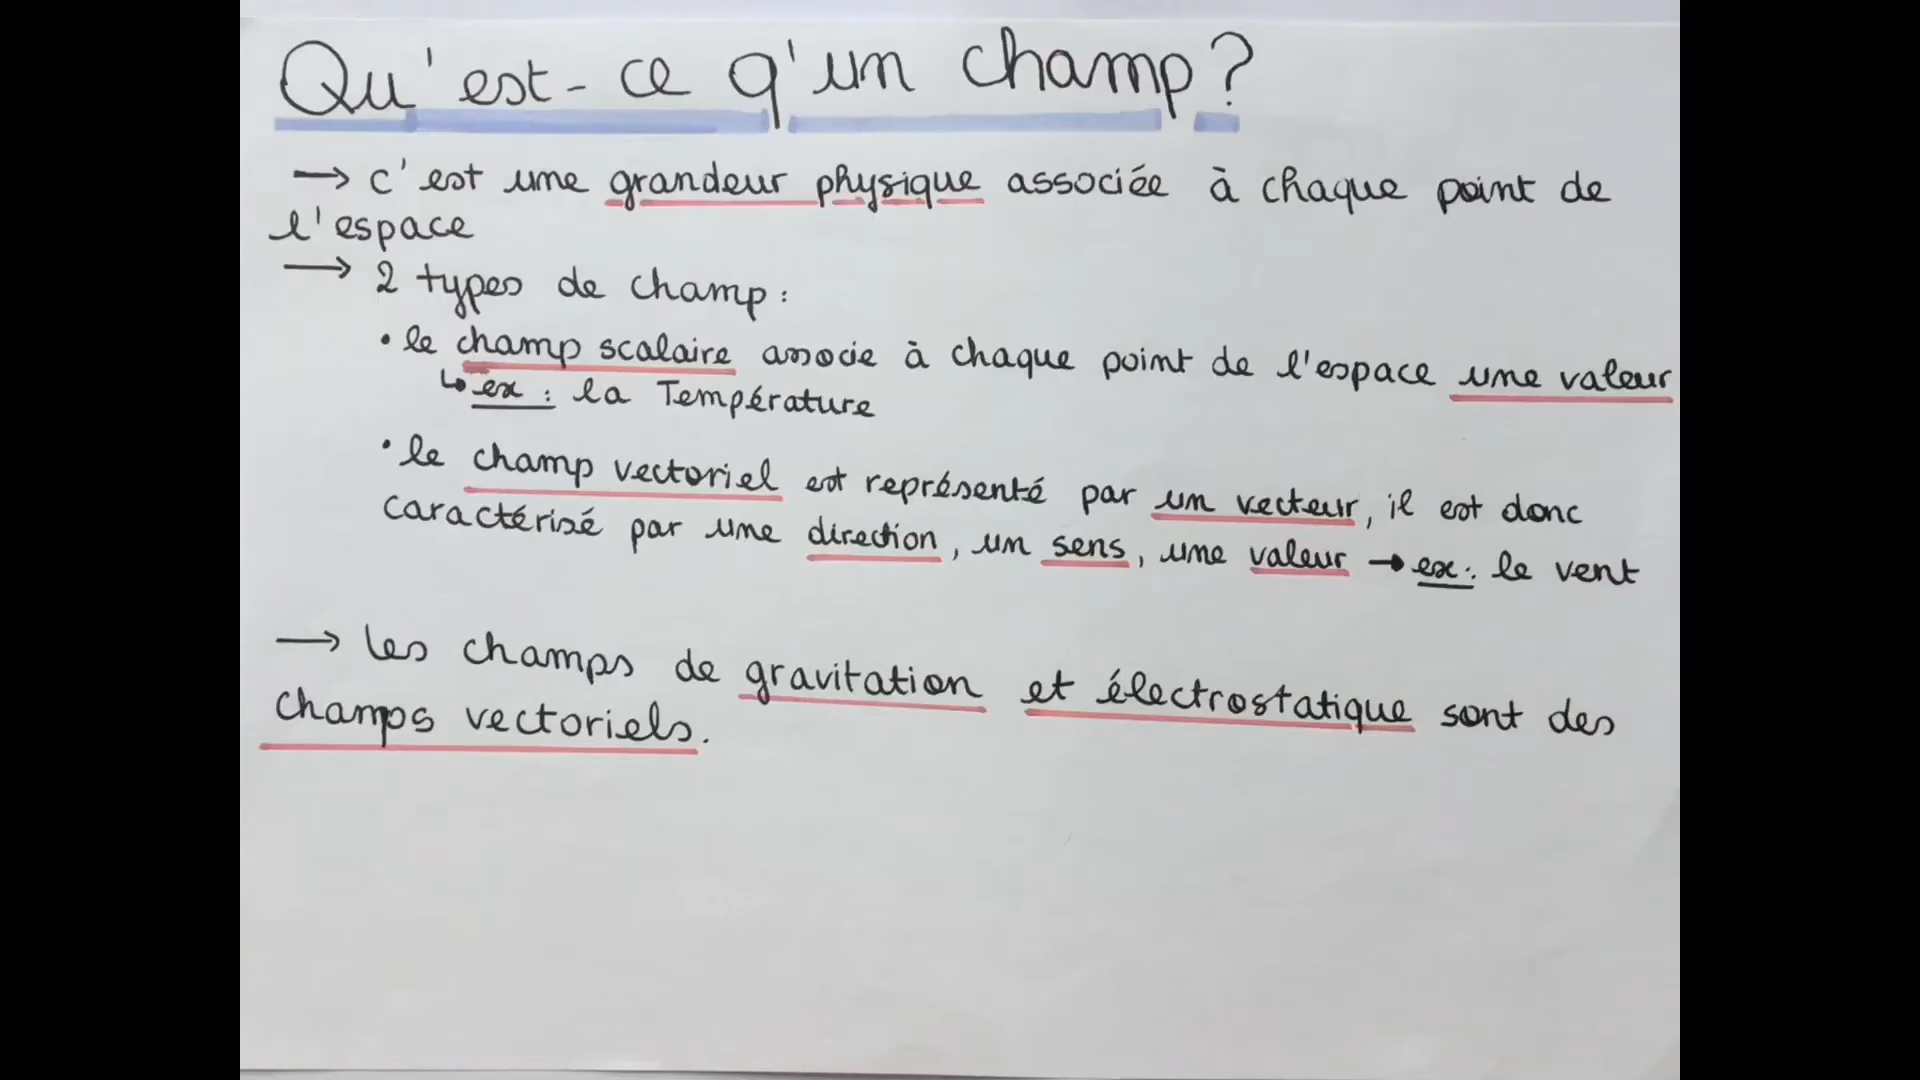 Qu'est-ce q'un champ?
→ c'est une grandeur physique associée à chaque point de
l'espace
→ 2 types de champ:
• le champ scalaire associe à chaque point de l'espace une valeur
↳ ex: la Température
• le champ vectoriel est représenté par un vecteur, il est donc
caractérisé par une direction, un sens, une valeur → ex: le vent
→ les champs de gravitation et électrostatique sont des
champs vectoriels.